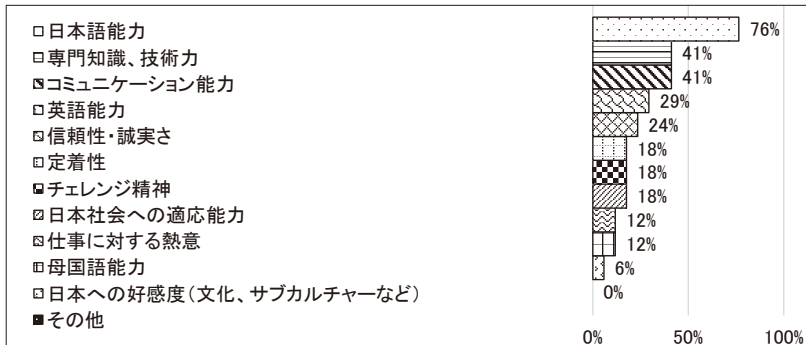 日本語能力
専門知識、技術力
コミュニケーション能力
英語能力
信頼性・誠実さ
定着性
チェレンジ精神
日本社会への適応能力
仕事に対する熱意
母国語能力
日本への好感度(文化、サブカルチャーなど)
その他
76%
41%
41%
29%
24%
18%
18%
18%
12%
12%
6%
0%
0% 50% 100%